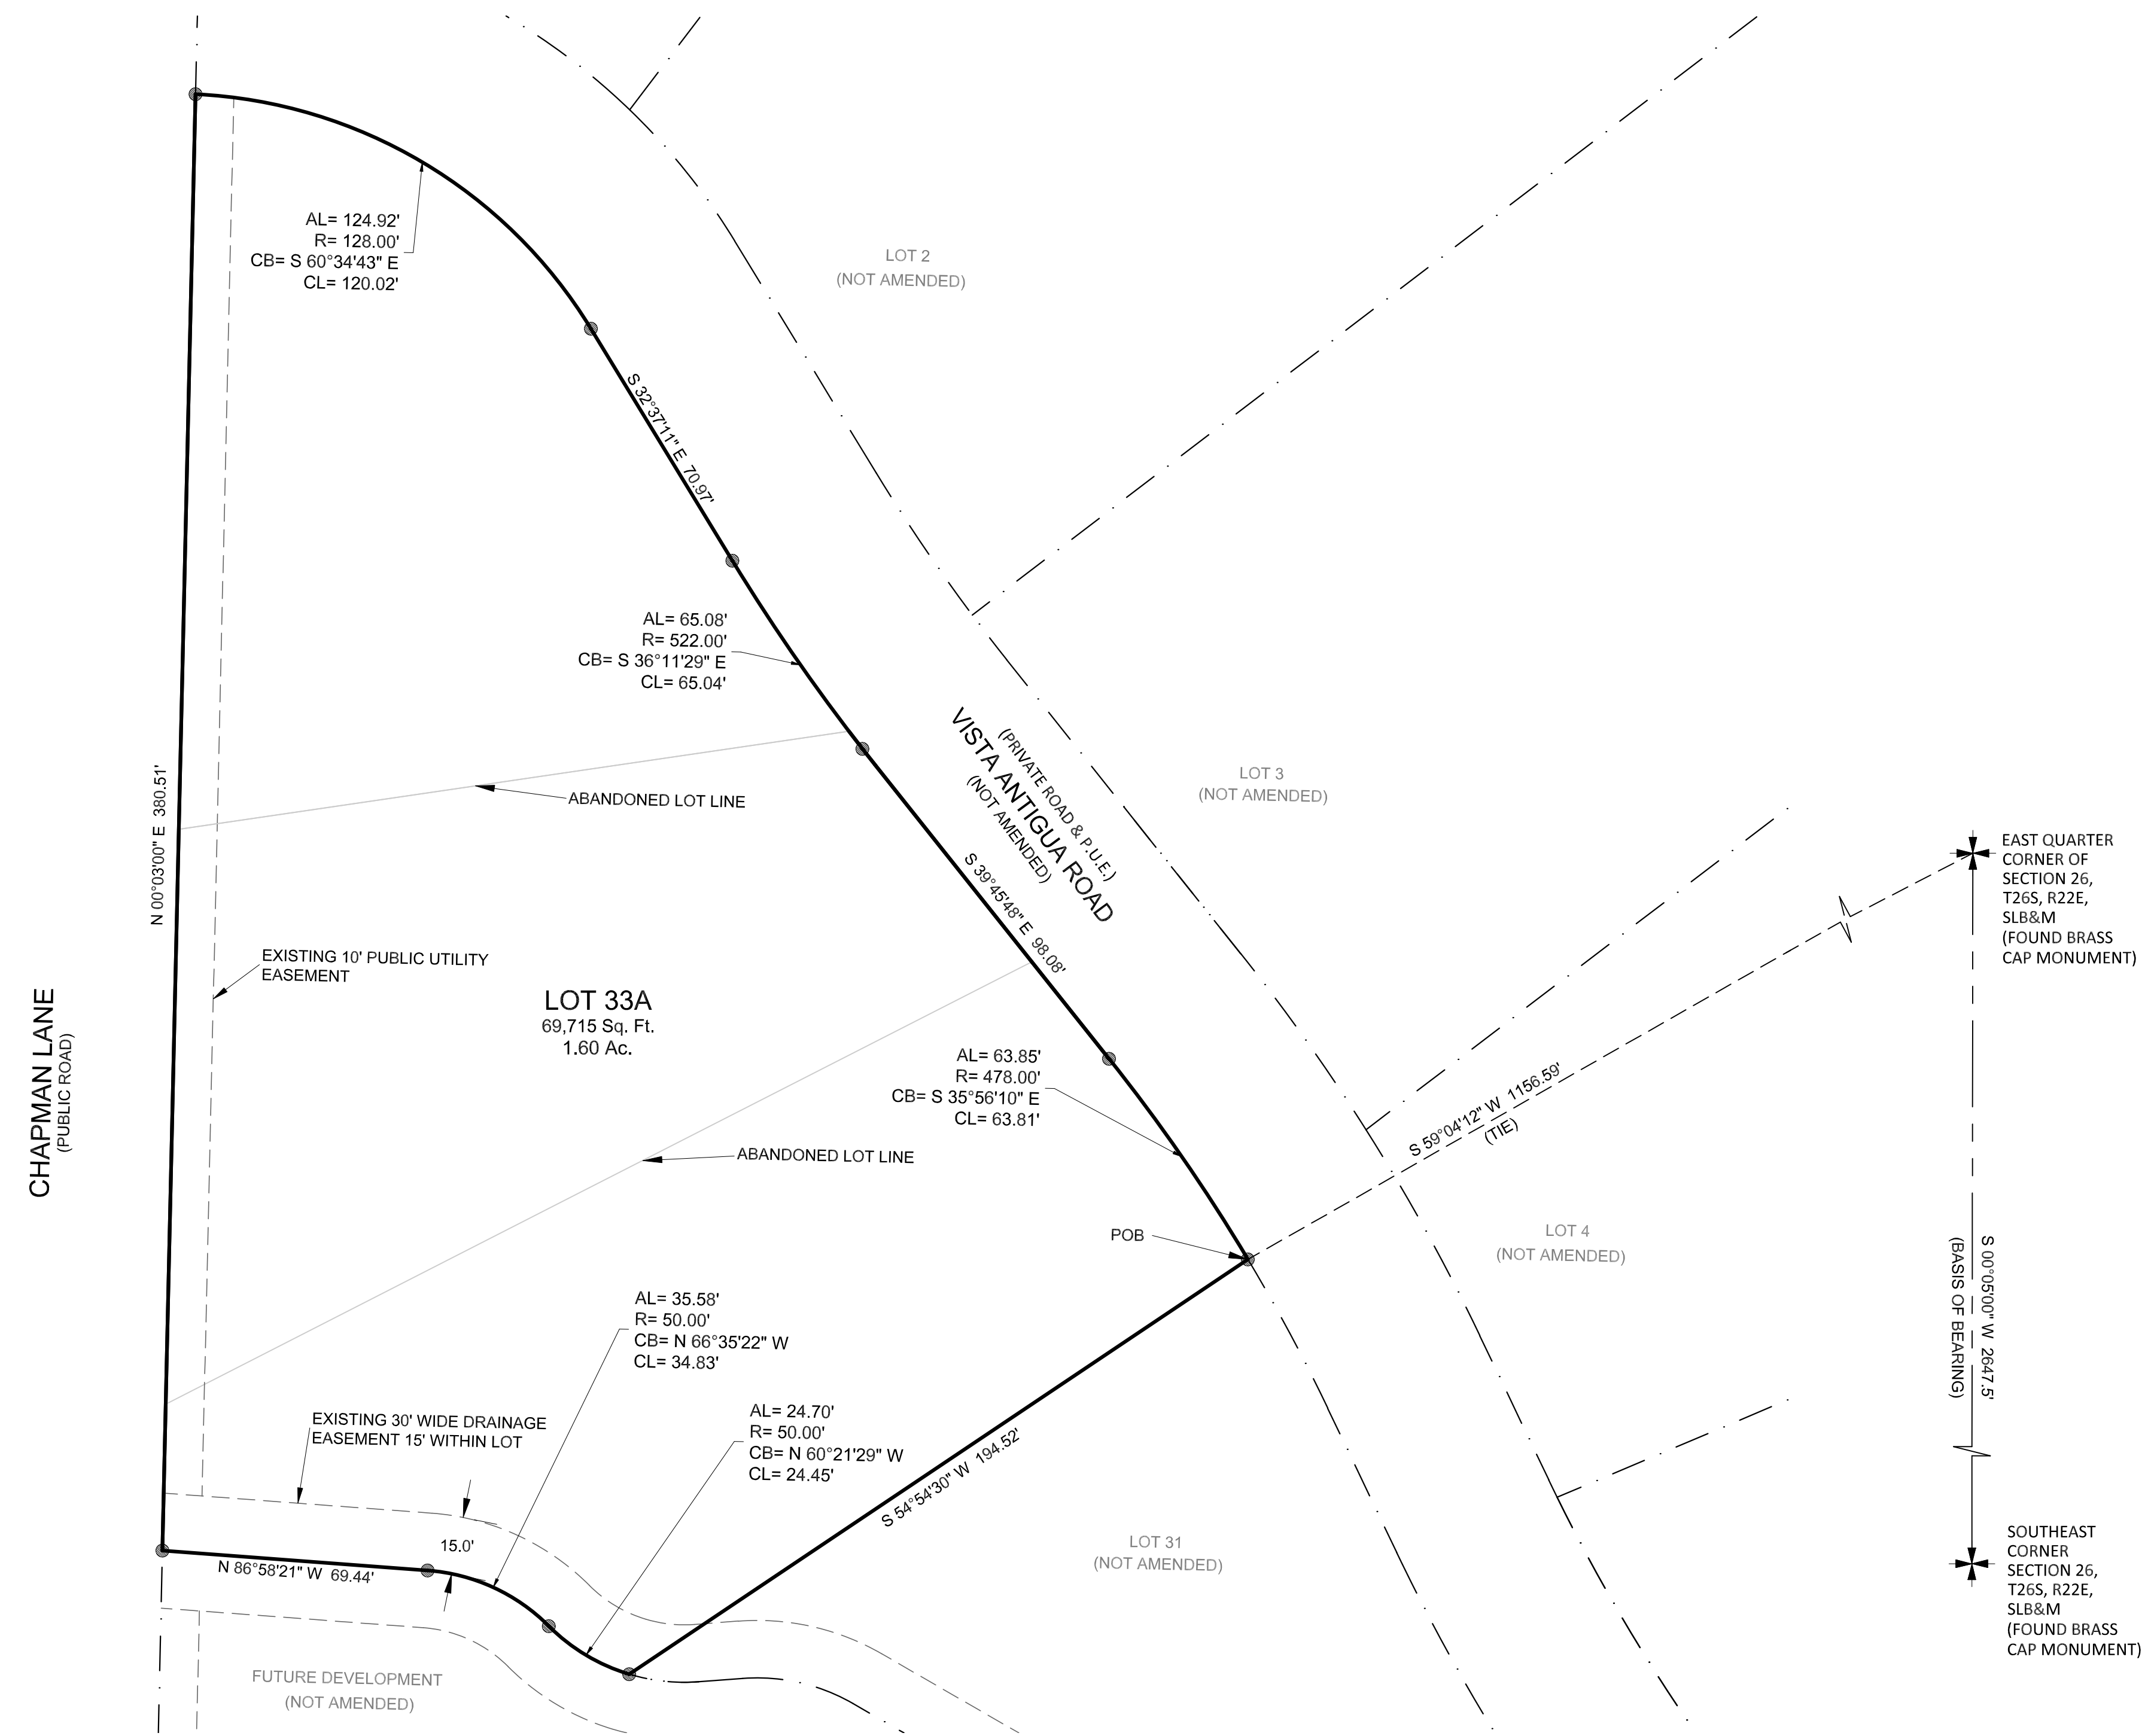 AL= 124.92'
R= 128.00'
CB= S 60°34'43" E
CL= 120.02'
LOT 2
(NOT AMENDED)
S 32°37'11" E  70.97'
AL= 65.08'
R= 522.00'
CB= S 36°11'29" E
CL= 65.04'
(PRIVATE ROAD & P.U.E.)
VISTA ANTIGUA ROAD
(NOT AMENDED)
LOT 3
(NOT AMENDED)
N 00°03'00" E  380.51'
ABANDONED LOT LINE
S 39°45'48" E  98.08'
EAST QUARTER
CORNER OF
SECTION 26,
T26S, R22E,
SLB&M
(FOUND BRASS
CAP MONUMENT)
EXISTING 10' PUBLIC UTILITY
EASEMENT
CHAPMAN LANE
(PUBLIC ROAD)
LOT 33A
69,715 Sq. Ft.
1.60 Ac.
AL= 63.85'
R= 478.00'
CB= S 35°56'10" E
CL= 63.81'
S 59°04'12" W  1156.59'
(TIE)
ABANDONED LOT LINE
POB
LOT 4
(NOT AMENDED)
S 00°05'00" W  2647.5'
(BASIS OF BEARING)
AL= 35.58'
R= 50.00'
CB= N 66°35'22" W
CL= 34.83'
EXISTING 30' WIDE DRAINAGE
EASEMENT 15' WITHIN LOT
AL= 24.70'
R= 50.00'
CB= N 60°21'29" W
CL= 24.45'
S 54°54'30" W  194.52'
15.0'
N 86°58'21" W  69.44'
LOT 31
(NOT AMENDED)
SOUTHEAST
CORNER
SECTION 26,
T26S, R22E,
SLB&M
(FOUND BRASS
CAP MONUMENT)
FUTURE DEVELOPMENT
(NOT AMENDED)